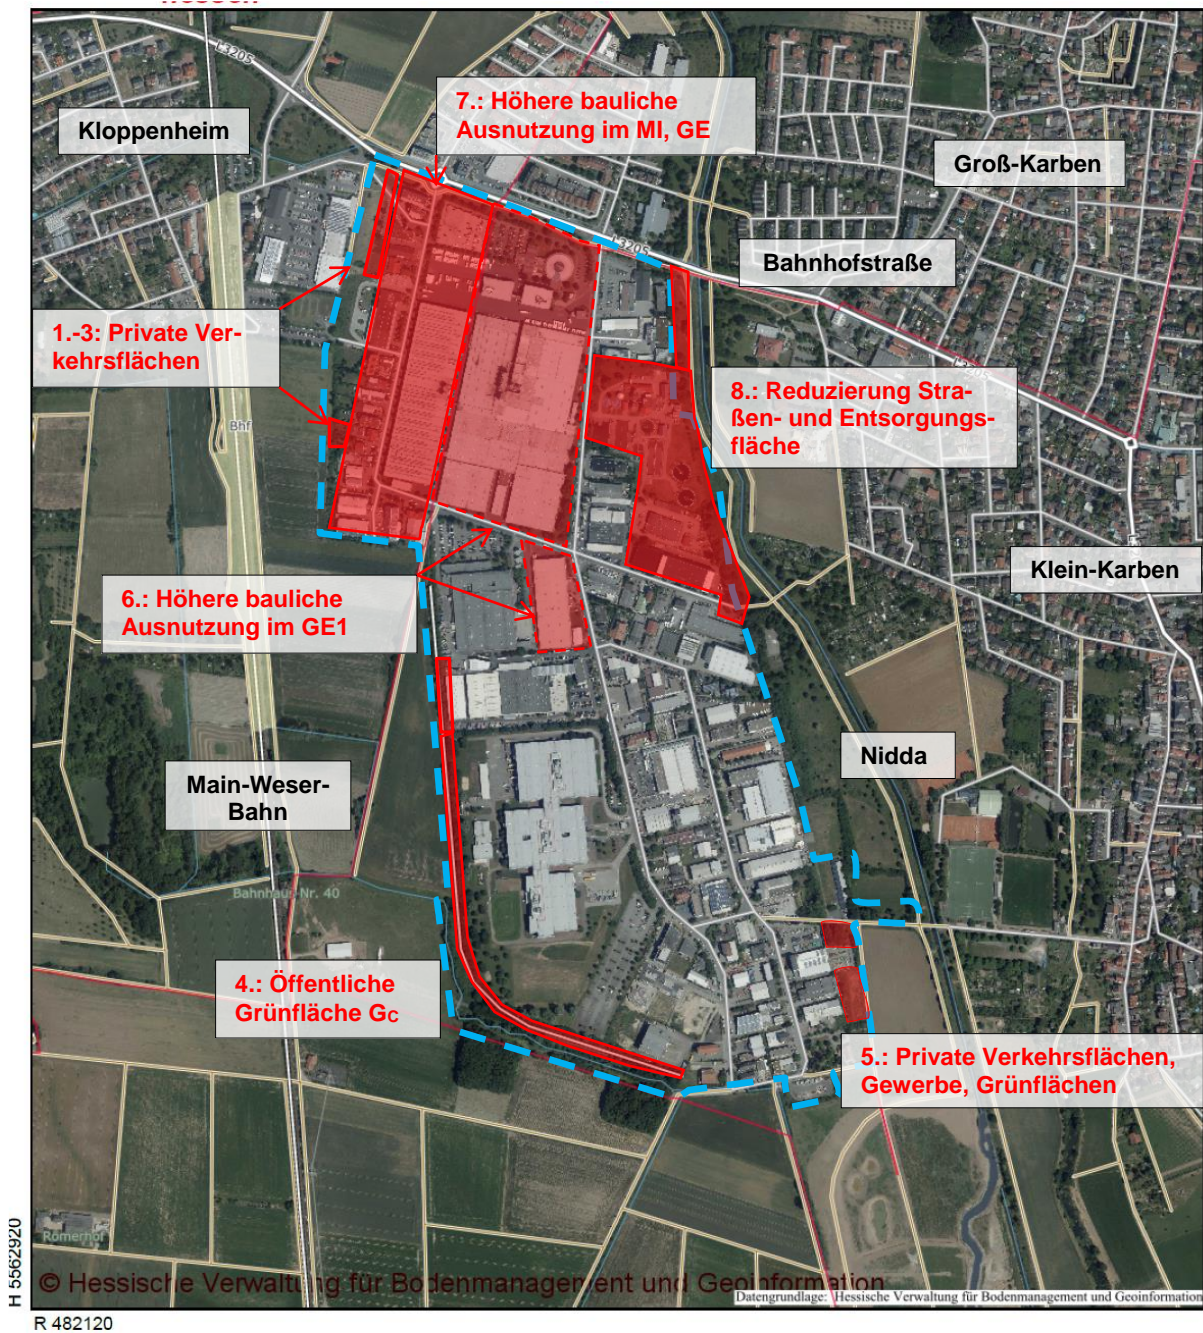 L3205
7.: Höhere bauliche
Ausnutzung im MI, GE
Kloppenheim
Groß-Karben
L3205
Bahnhofstraße
1.-3: Private Ver-
kehrsflächen
L3205
8.: Reduzierung Stra-
ßen- und Entsorgungs-
fläche
Bhf
Klein-Karben
6.: Höhere bauliche
Ausnutzung im GE1
Nidda
Main-Weser-
Bahn
Bahnhaus Nr. 40
4.: Öffentliche
Grünfläche Gc
5.: Private Verkehrsflächen,
Gewerbe, Grünflächen
Römerhof
H 5562920
© Hessische Verwaltung für Bodenmanagement und Geoinformation
Datengrundlage: Hessische Verwaltung für Bodenmanagement und Geoinformation
R 482120